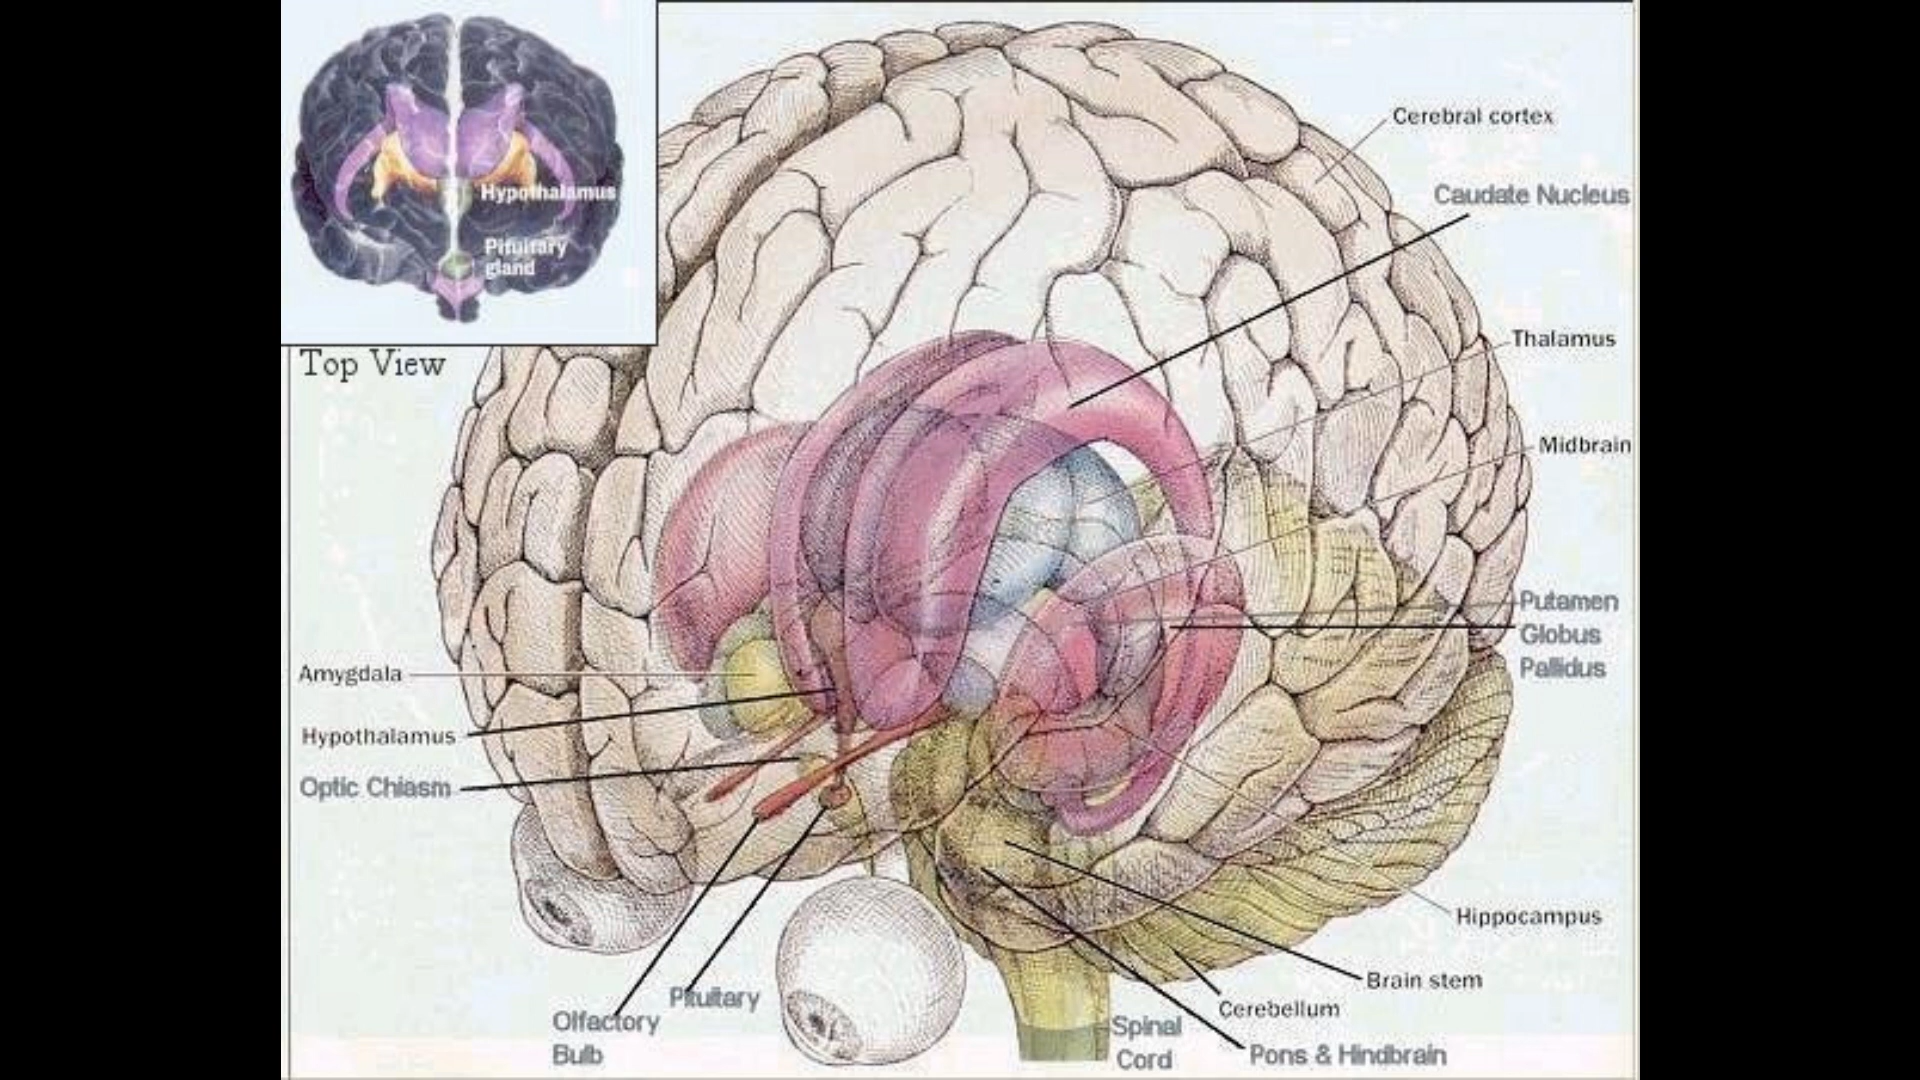 Hypothalamus
Pituitary
gland
Top View
Cerebral cortex
Caudate Nucleus
Thalamus
Midbrain
Putamen
Globus
Pallidus
Amygdala
Hypothalamus
Optic Chiasm
Hippocampus
Brain stem
Cerebellum
Pituitary
Olfactory
Bulb
Spinal
Cord
Pons & Hindbrain